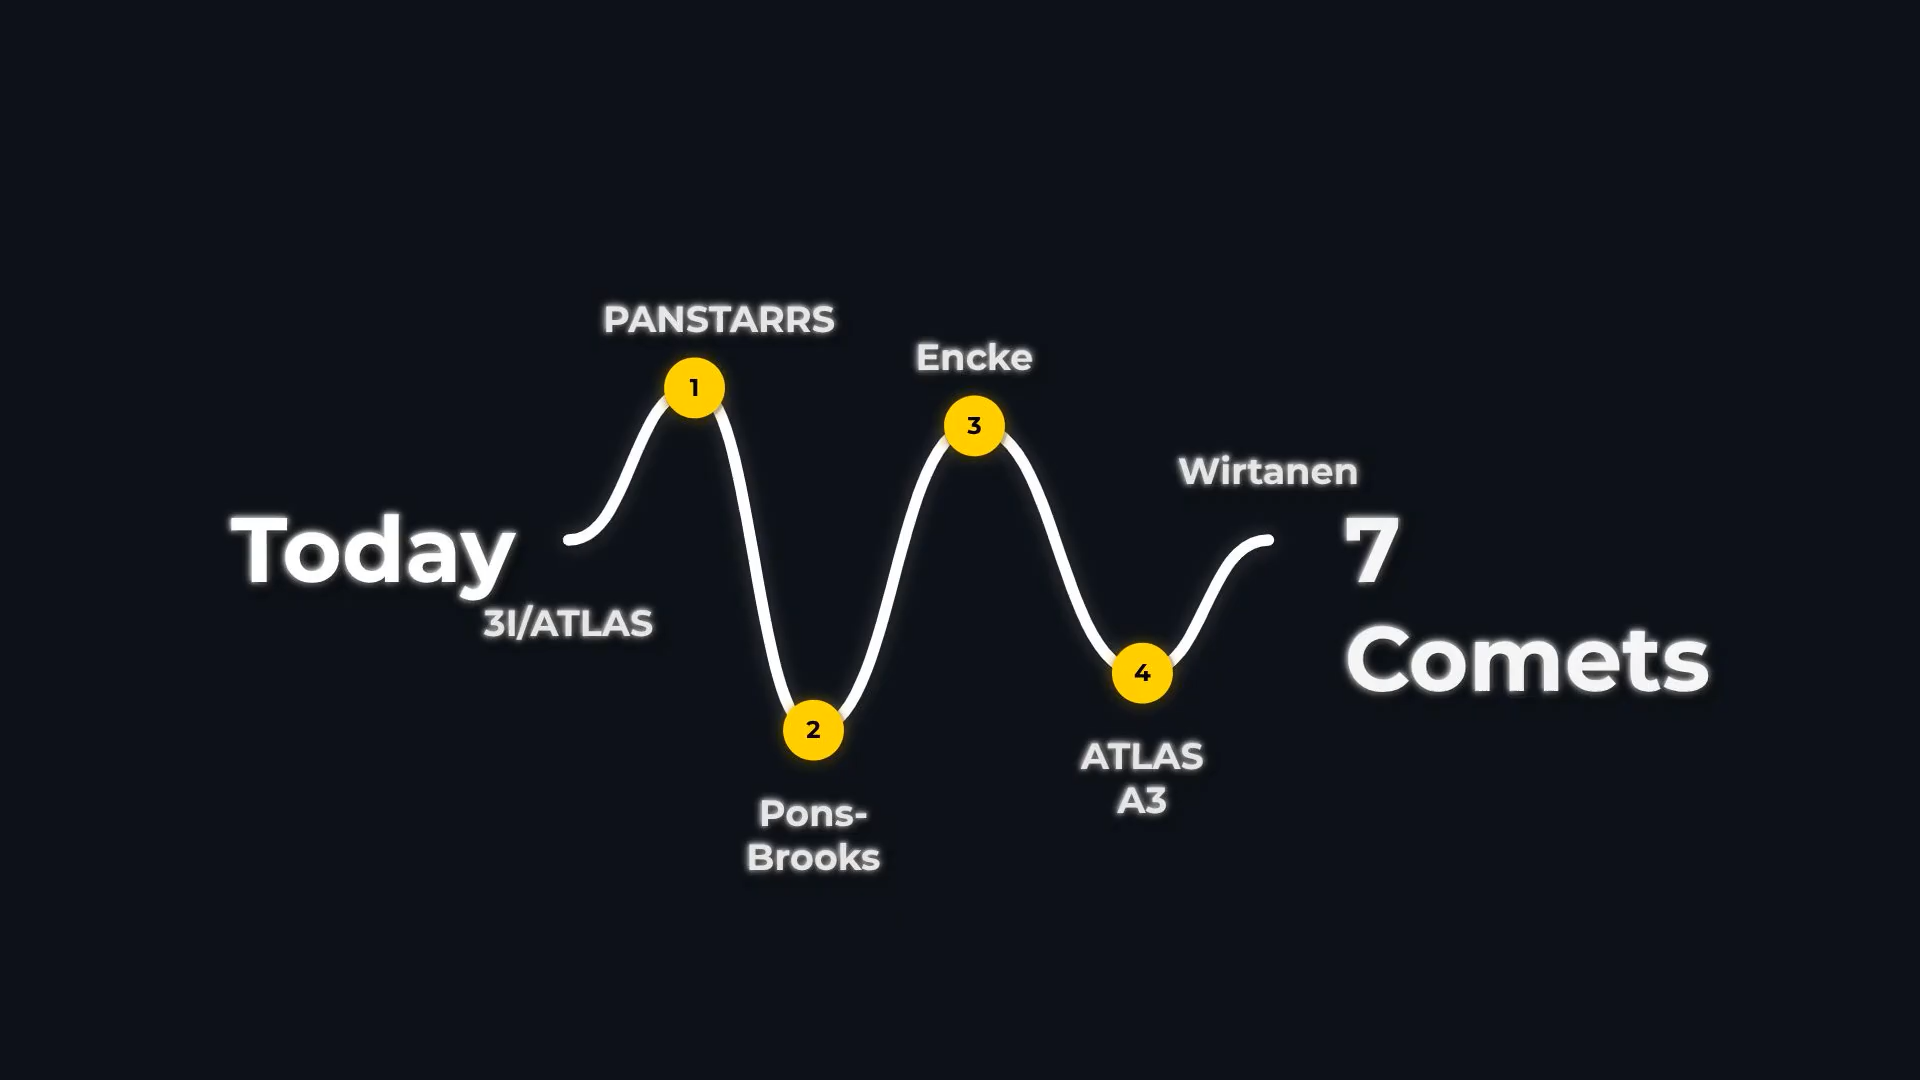 PANSTARRS
1
Encke
3
Wirtanen
Today
7
Comets
3I/ATLAS
4
2
ATLAS
A3
Pons-
Brooks